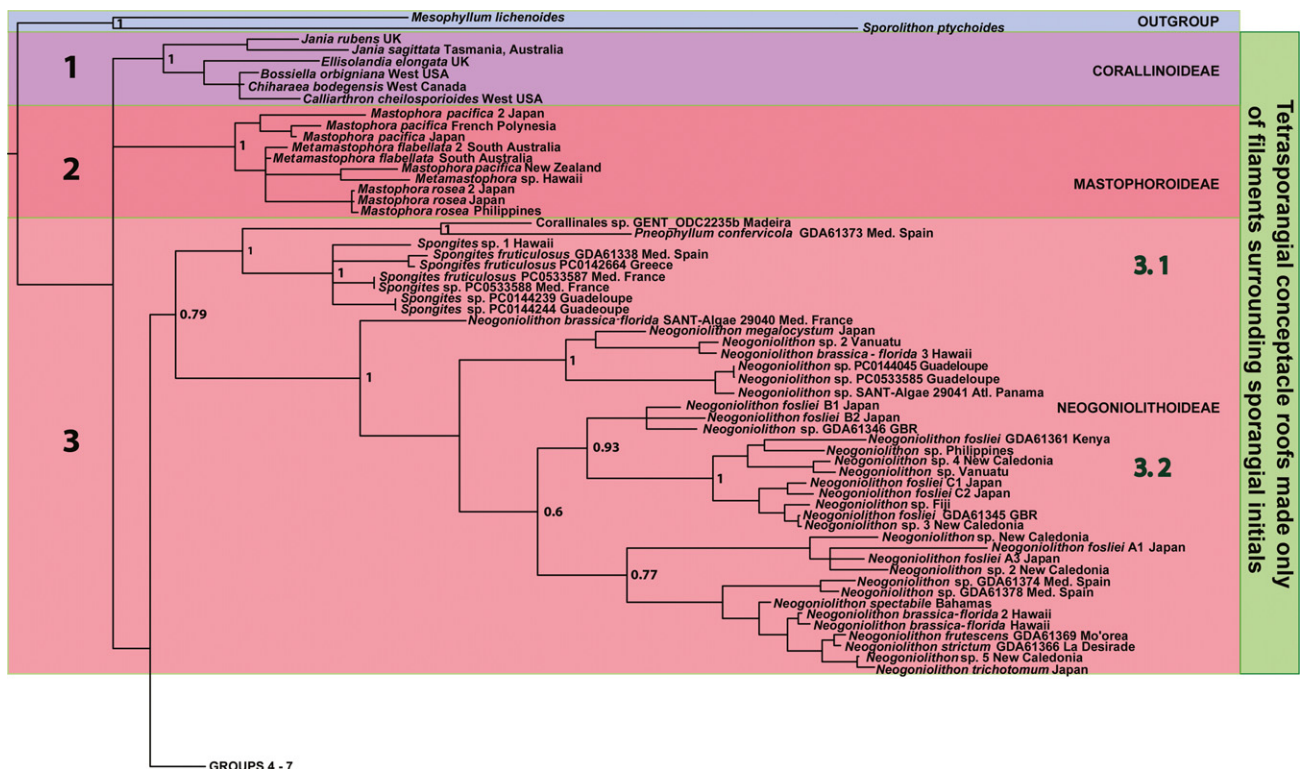 Mesophyllum lichenoides
1
Sporolithon ptychoides
OUTGROUP
Jania rubens UK
Jania sagittata Tasmania, Australia
1
Ellisolandia elongata UK
1
Bossiella orbigniana West USA
CORALLINOIDEAE
Chiharaea bodegensis West Canada
Calliarthron cheilosporioides West USA
Mastophora pacifica 2 Japan
Mastophora pacifica French Polynesia
Mastophora pacifica Japan
1
Metamastophora flabellata 2 South Australia
Metamastophora flabellata South Australia
2
Mastophora pacifica New Zealand
Metamastophora sp. Hawaii
MASTOPHOROIDEAE
Mastophora rosea 2 Japan
Mastophora rosea Japan
Mastophora rosea Philippines
Corallinales sp. GENT_ODC2235b Madeira
1
Pneophyllum confervicola GDA61373 Med. Spain
Spongites sp. 1 Hawaii
1
Spongites fruticulosus GDA61338 Med. Spain
Spongites fruticulosus PC0142664 Greece
3.1
1
Spongites fruticulosus PC0533587 Med. France
Spongites sp. PC0533588 Med. France
Spongites sp. PC0144239 Guadeloupe
Spongites sp. PC0144244 Guadeoupe
0.79
Neogoniolithon brassica-florida SANT-Algae 29040 Med. France
Neogoniolithon megalocystum Japan
Neogoniolithon sp. 2 Vanuatu
Neogoniolithon brassica - florida 3 Hawaii
1
Neogoniolithon sp. PC0144045 Guadeloupe
Neogoniolithon sp. PC0533585 Guadeloupe
1
Neogoniolithon sp. SANT-Algae 29041 Atl. Panama
Neogoniolithon fosliei B1 Japan
NEOGONIOLITHOIDEAE
Neogoniolithon fosliei B2 Japan
Neogoniolithon sp. GDA61346 GBR
3
Neogoniolithon fosliei GDA61361 Kenya
0.93
Neogoniolithon sp. Philippines
Neogoniolithon sp. 4 New Caledonia
3.2
Neogoniolithon sp. Vanuatu
1
Neogoniolithon fosliei C1 Japan
Neogoniolithon fosliei C2 Japan
Neogoniolithon sp. Fiji
0.6
Neogoniolithon fosliei GDA61345 GBR
Neogoniolithon sp. 3 New Caledonia
Neogoniolithon sp. New Caledonia
Neogoniolithon fosliei A1 Japan
Neogoniolithon fosliei A3 Japan
Neogoniolithon sp. 2 New Caledonia
0.77
Neogoniolithon sp. GDA61374 Med. Spain
Neogoniolithon sp. GDA61378 Med. Spain
Neogoniolithon spectabile Bahamas
Neogoniolithon brassica-florida 2 Hawaii
Neogoniolithon brassica-florida Hawaii
Neogoniolithon frutescens GDA61369 Mo'orea
Neogoniolithon strictum GDA61366 La Desirade
Neogoniolithon sp. 5 New Caledonia
Neogoniolithon trichotomum Japan
GROUPS 4 - 7
Tetrasporangial conceptacle roofs made only
of filaments surrounding sporangial initials